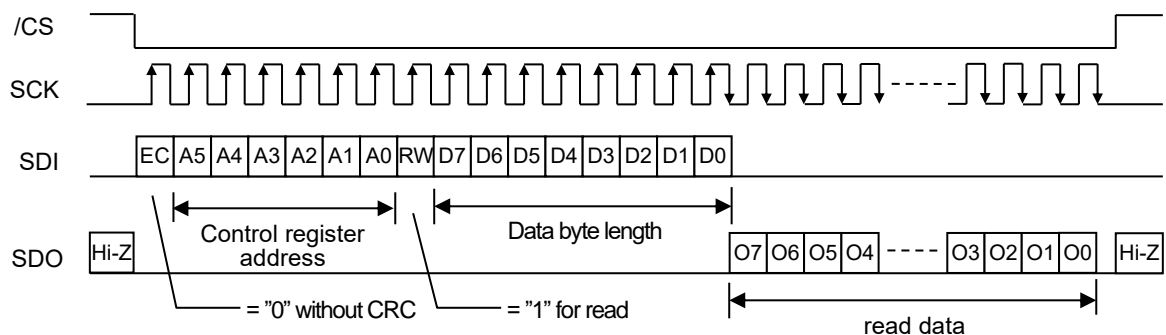 /CS
SCK
SDI EC A5 A4 A3 A2 A1 A0 RW D7 D6 D5 D4 D3 D2 D1 D0
Control register
address
Data byte length
SDO Hi-Z O7 O6 O5 O4 O3 O2 O1 O0 Hi-Z
= "0" without CRC = "1" for read
read data